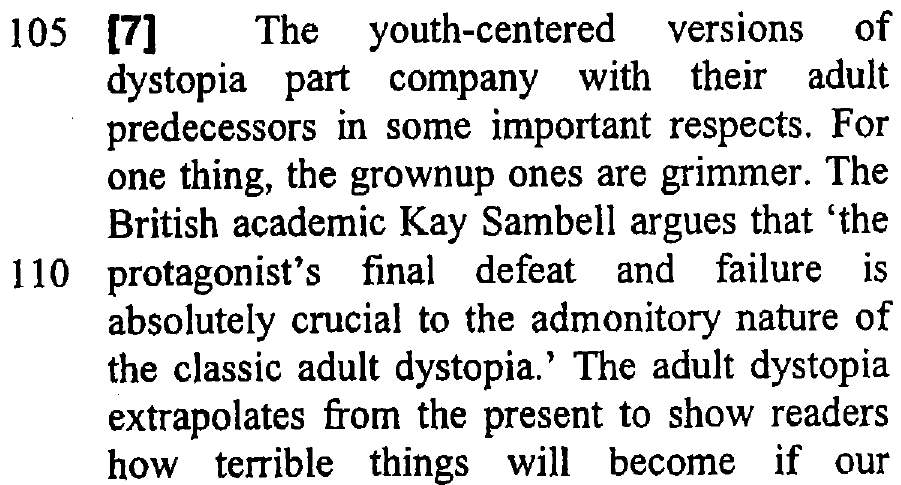 105 [7] The youth-centered versions of
dystopia part company with their adult
predecessors in some important respects. For
one thing, the grownup ones are grimmer. The
British academic Kay Sambell argues that ‘the
110 protagonist’s final defeat and failure is
absolutely crucial to the admonitory nature of
the classic adult dystopia.’ The adult dystopia
extrapolates from the present to show readers
how terrible things will become if our